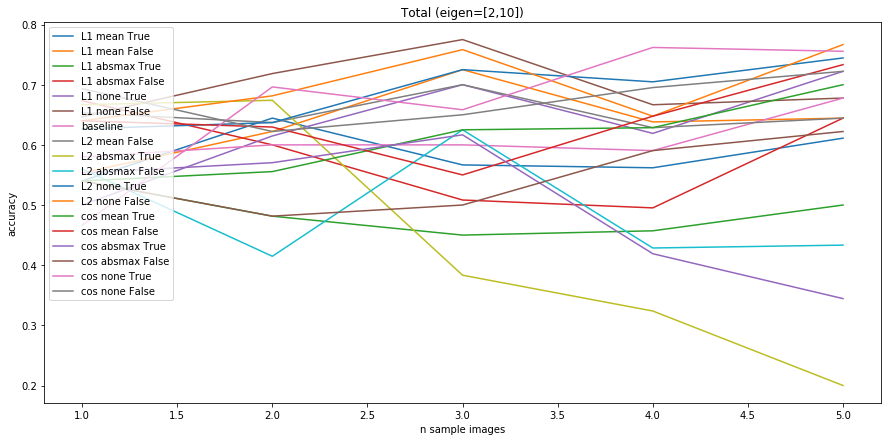 Total (eigen=[2,10])
0.8
0.7
0.6
0.5
0.4
0.3
0.2
accuracy
L1 mean True
L1 mean False
L1 absmax True
L1 absmax False
L1 none True
L1 none False
baseline
L2 mean False
L2 absmax True
L2 absmax False
L2 none True
L2 none False
cos mean True
cos mean False
cos absmax True
cos absmax False
cos none True
cos none False
1.0 1.5 2.0 2.5 3.0 3.5 4.0 4.5 5.0
n sample images